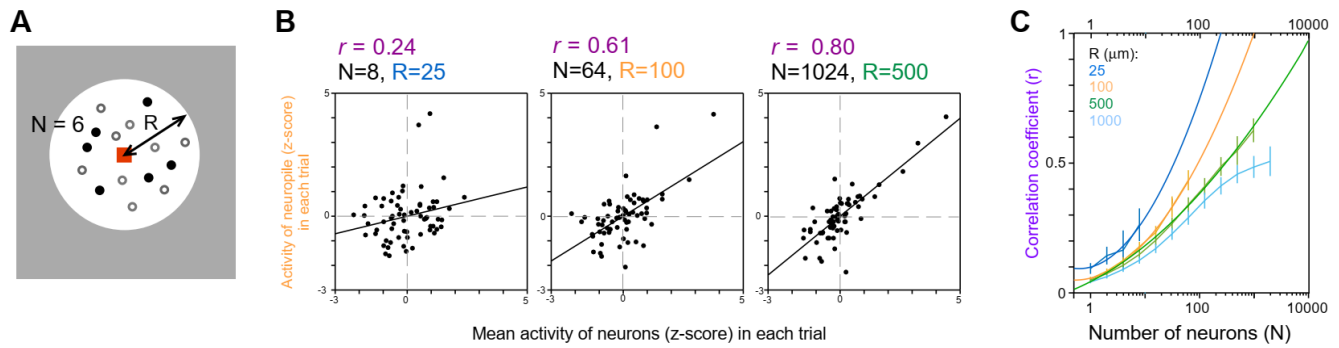 A
N = 6
R
B
r = 0.24
N=8, R=25
r = 0.61
N=64, R=100
r = 0.80
N=1024, R=500
Activity of neuropile (z-score)
in each trial
5
0
-3
-3
0
5
5
0
-3
-3
0
5
5
0
-3
-3
0
5
Mean activity of neurons (z-score) in each trial
C
1
100
10000
R (μm):
25
100
500
1000
Correlation coefficient (r)
1
0.5
0
1
100
10000
Number of neurons (N)